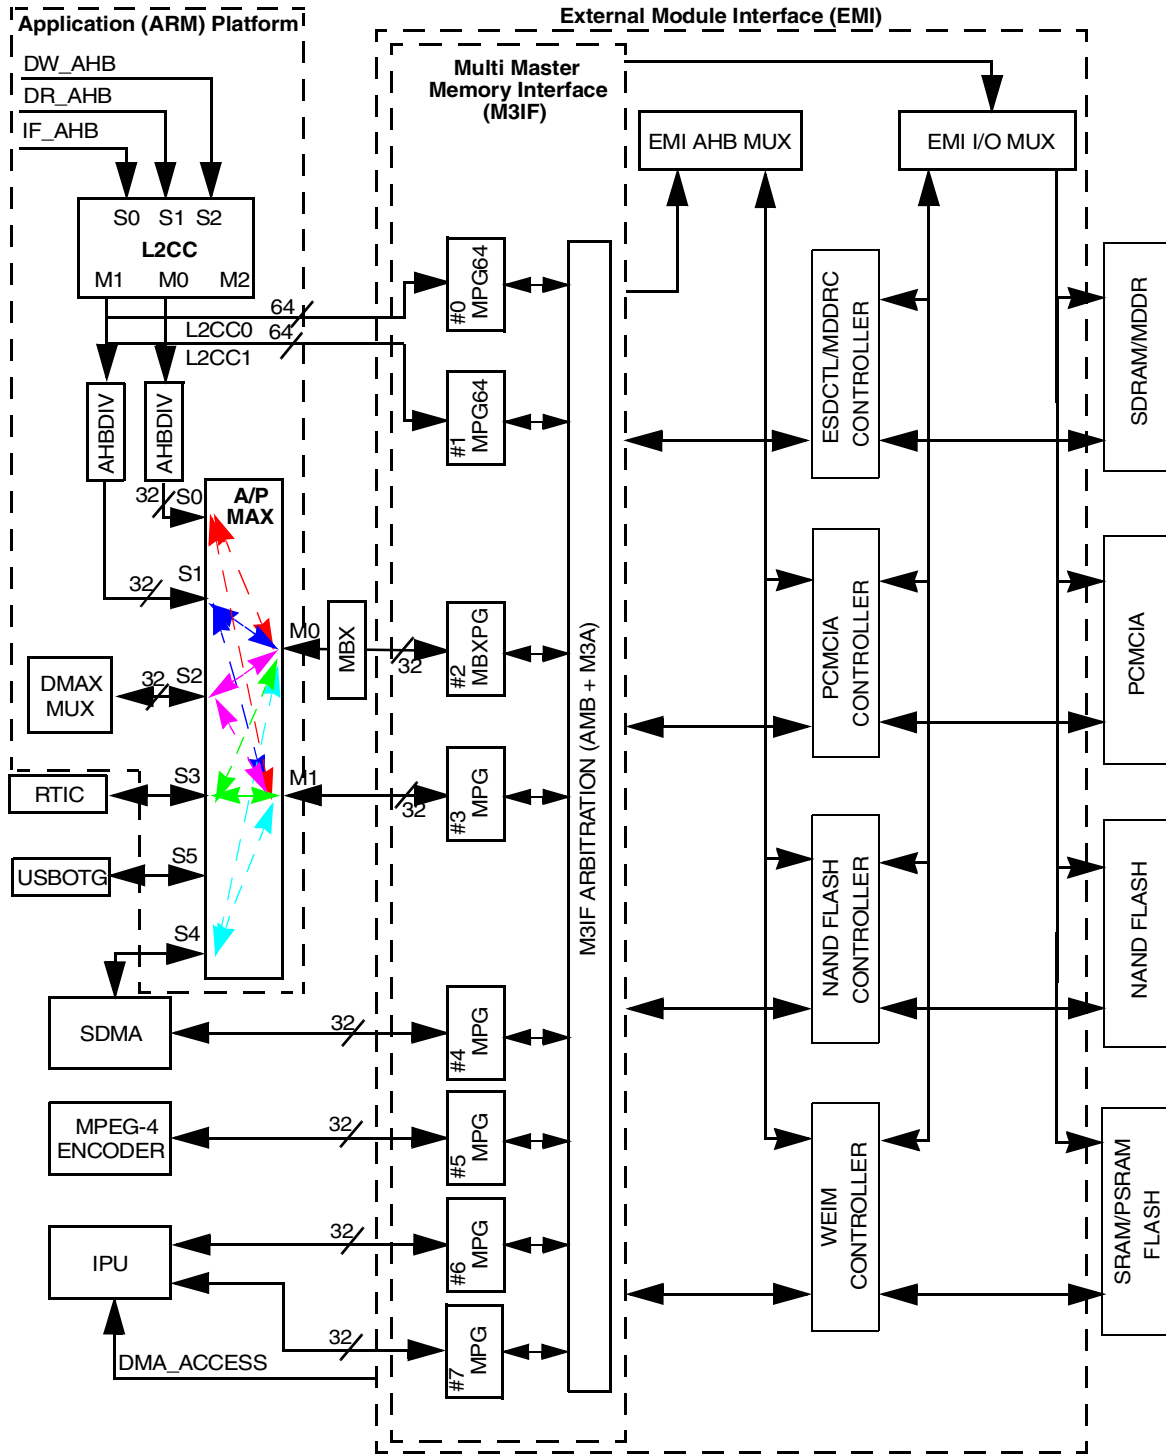 Application (ARM) Platform
External Module Interface (EMI)
DW_AHB
DR_AHB
IF_AHB
Multi Master
Memory Interface
(M3IF)
EMI AHB MUX
EMI I/O MUX
S0 S1 S2
L2CC
M1 M0 M2
64
L2CC0
64
L2CC1
#0
MPG64
#1
MPG64
AHBDIV
AHBDIV
32
S0
A/P
MAX
S1
32
M0
MBX
32
#2
MBXPG
DMAX
MUX
32
S2
RTIC
S3
M1
32
#3
MPG
USBOTG
S5
S4
SDMA
32
#4
MPG
MPEG-4
ENCODER
32
#5
MPG
IPU
32
#6
MPG
32
#7
MPG
DMA_ACCESS
M3IF ARBITRATION (AMB + M3A)
ESDCTL/MDDRC
CONTROLLER
SDRAM/MDDR
PCMCIA
CONTROLLER
PCMCIA
NAND FLASH
CONTROLLER
NAND FLASH
WEIM
CONTROLLER
SRAM/PSRAM
FLASH